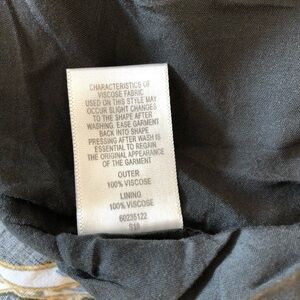 CHARACTERISTICS OF
VISCOSE FABRIC
USED ON THIS STYLE MAY
OCCUR SLIGHT CHANGES
TO THE SHAPE AFTER
WASHING, EASE GARMENT
BACK INTO SHAPE
PRESSING AFTER WASH IS
ESSENTIAL TO REGAIN
THE ORIGINAL APPEARANCE
OF THE GARMENT
OUTER
100% VISCOSE
LINING
100% VISCOSE
60235122
S18